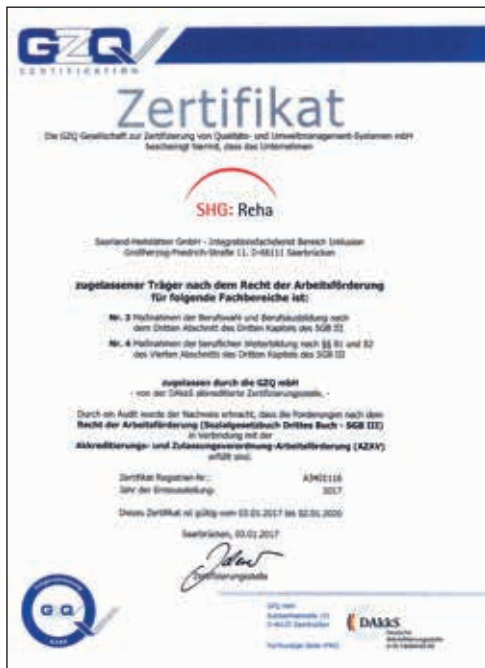 GZQ
CERTIFICATION
Zertifikat
Die GZQ Gesellschaft zur Zertifizierung von Qualitäts- und Umweltmanagement-Systemen mbH
bescheinigt hiermit, dass das Unternehmen
SHG: Reha
Saarland-Heilstätten GmbH - Integrationsfachdienst Bereich Inklusion
Großherzog-Friedrich-Straße 11, D-66111 Saarbrücken
zugelassener Träger nach dem Recht der Arbeitsförderung
für folgende Fachbereiche ist:
Nr. 3 Maßnahmen der Berufswahl und Berufsausbildung nach
dem Dritten Abschnitt des Dritten Kapitels des SGB III
Nr. 4 Maßnahmen der beruflichen Weiterbildung nach §§ 81 und 82
des Vierten Abschnitts des Dritten Kapitels des SGB III
zugelassen durch die GZQ mbH
- von der DAkkS akkreditierte Zertifizierungsstelle. -
Durch ein Audit wurde der Nachweis erbracht, dass die Forderungen nach dem
Recht der Arbeitsförderung (Sozialgesetzbuch Drittes Buch - SGB III)
in Verbindung mit der
Akkreditierungs- und Zulassungsverordnung-Arbeitsförderung (AZAV)
erfüllt sind.
Zertifikat Registrier-Nr.: A3401116
Jahr der Erstausstellung: 2017
Dieses Zertifikat ist gültig vom 03.01.2017 bis 02.01.2020
Saarbrücken, 03.01.2017
Zertifizierungsstelle
GZQ
GZQ mbH
DAkkS
Deutsche
Akkreditierungsstelle